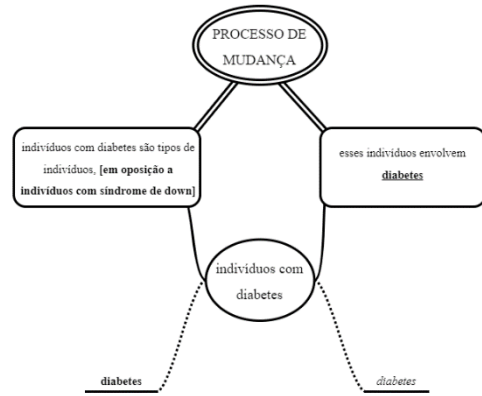 PROCESSO DE
MUDANÇA
indivíduos com diabetes são tipos de
indivíduos, [em oposição a
indivíduos com síndrome de down]
esses indivíduos envolvem
diabetes
indivíduos com
diabetes
diabetes
diabetes